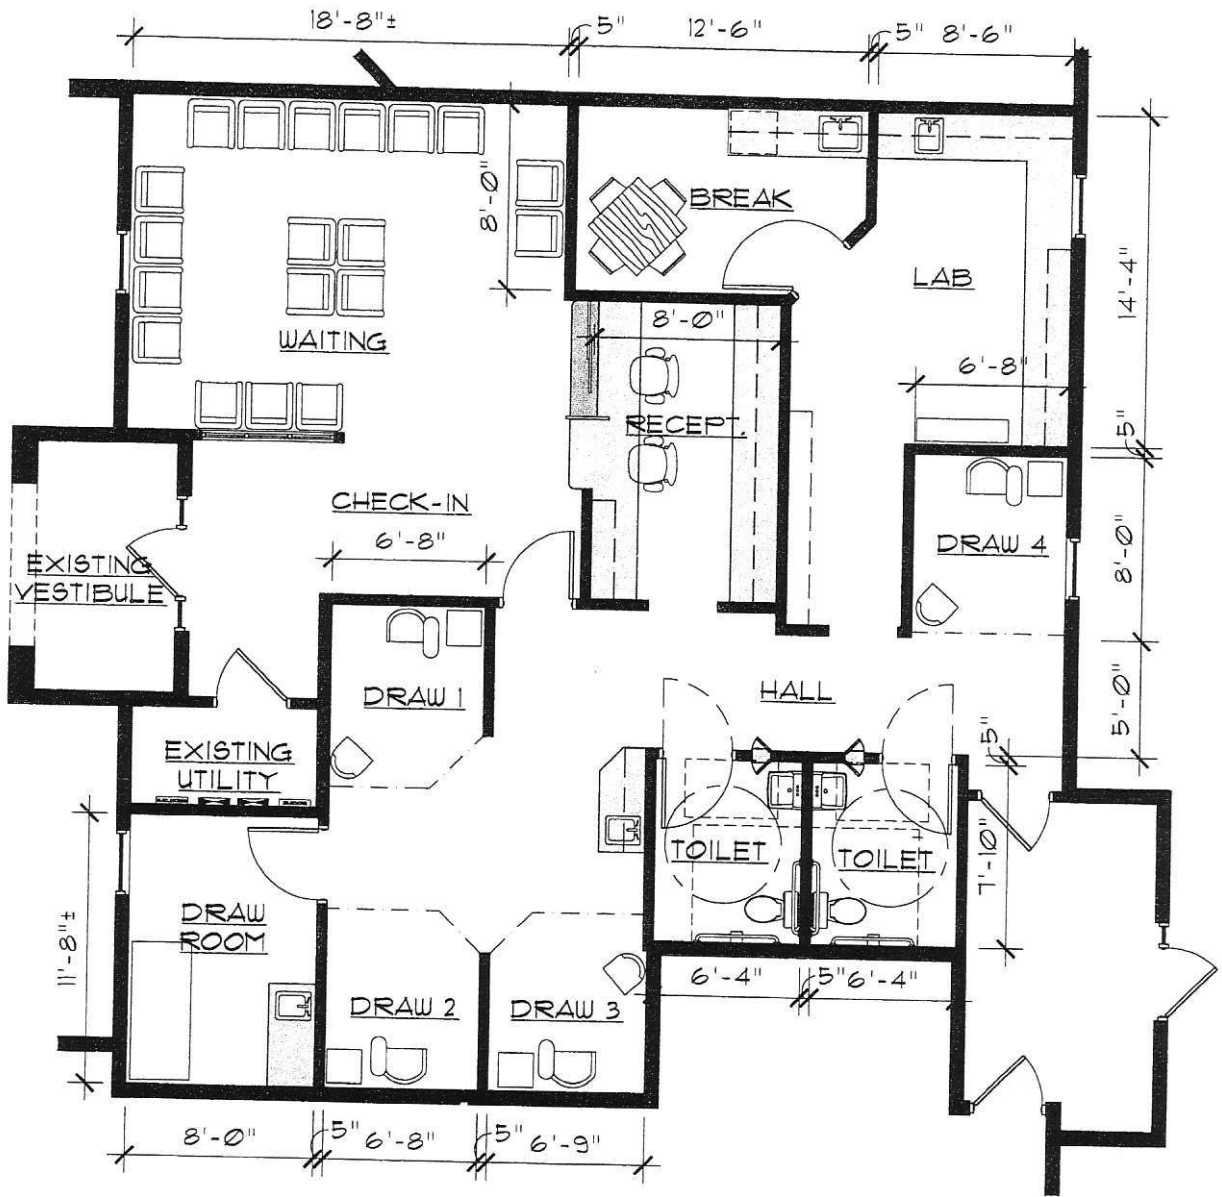 18'-8"±
5"
12'-6"
5"
8'-6"
8'-0"
BREAK
LAB
14'-4"
WAITING
8'-0"
6'-8"
RECEPT.
5"
CHECK-IN
6'-8"
DRAW 4
8'-0"
EXISTING
VESTIBULE
DRAW 1
HALL
5'-0"
5"
EXISTING
UTILITY
TOILET
TOILET
7'-10"
11'-8"±
DRAW
ROOM
6'-4"
5"
6'-4"
DRAW 2
DRAW 3
8'-0"
5"
6'-8"
5"
6'-9"